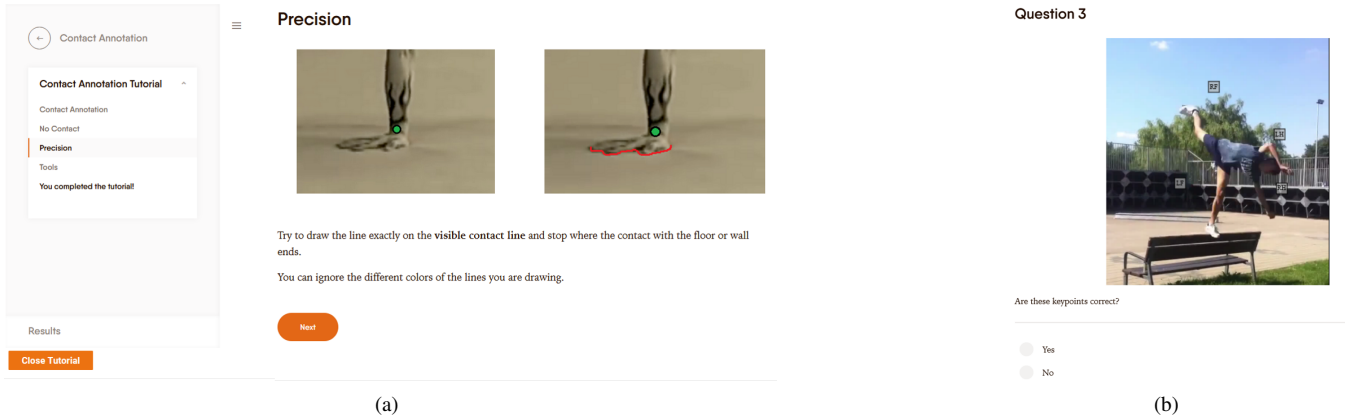 Contact Annotation
Contact Annotation Tutorial
Contact Annotation
No Contact
Precision
Tools
You completed the tutorial!
Results
Close Tutorial
Precision
Try to draw the line exactly on the visible contact line and stop where the contact with the floor or wall
ends.
You can ignore the different colors of the lines you are drawing.
Next
(a)
Question 3
RF
LH
LF
RH
Are these keypoints correct?
Yes
No
(b)